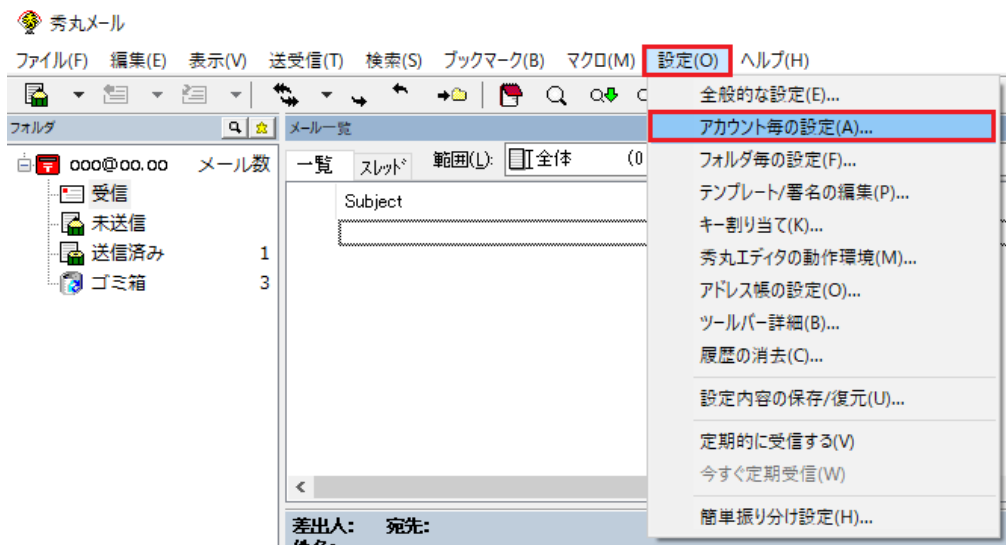 秀丸メール
ファイル(F) 編集(E) 表示(V) 送受信(T) 検索(S) ブックマーク(B) マクロ(M) 設定(O) ヘルプ(H)
フォルダ
ooo@oo.oo メール数
受信
未送信
送信済み 1
ゴミ箱 3
メール一覧
一覧 スレッド 範囲(L): 全体 (0
Subject
差出人: 宛先:
件名:
全般的な設定(E)...
アカウント毎の設定(A)...
フォルダ毎の設定(F)...
テンプレート/署名の編集(P)...
キー割り当て(K)...
秀丸エディタの動作環境(M)...
アドレス帳の設定(O)...
ツールバー詳細(B)...
履歴の消去(C)...
設定内容の保存/復元(U)...
定期的に受信する(V)
今すぐ定期受信(W)
簡単振り分け設定(H)...